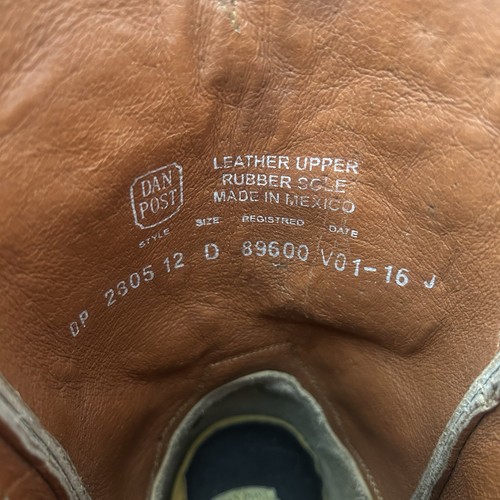 DAN
POST
LEATHER UPPER
RUBBER SOLE
MADE IN MEXICO
STYLE SIZE REGISTRED DATE
DP 2805 12 D 89600 V01-16 J